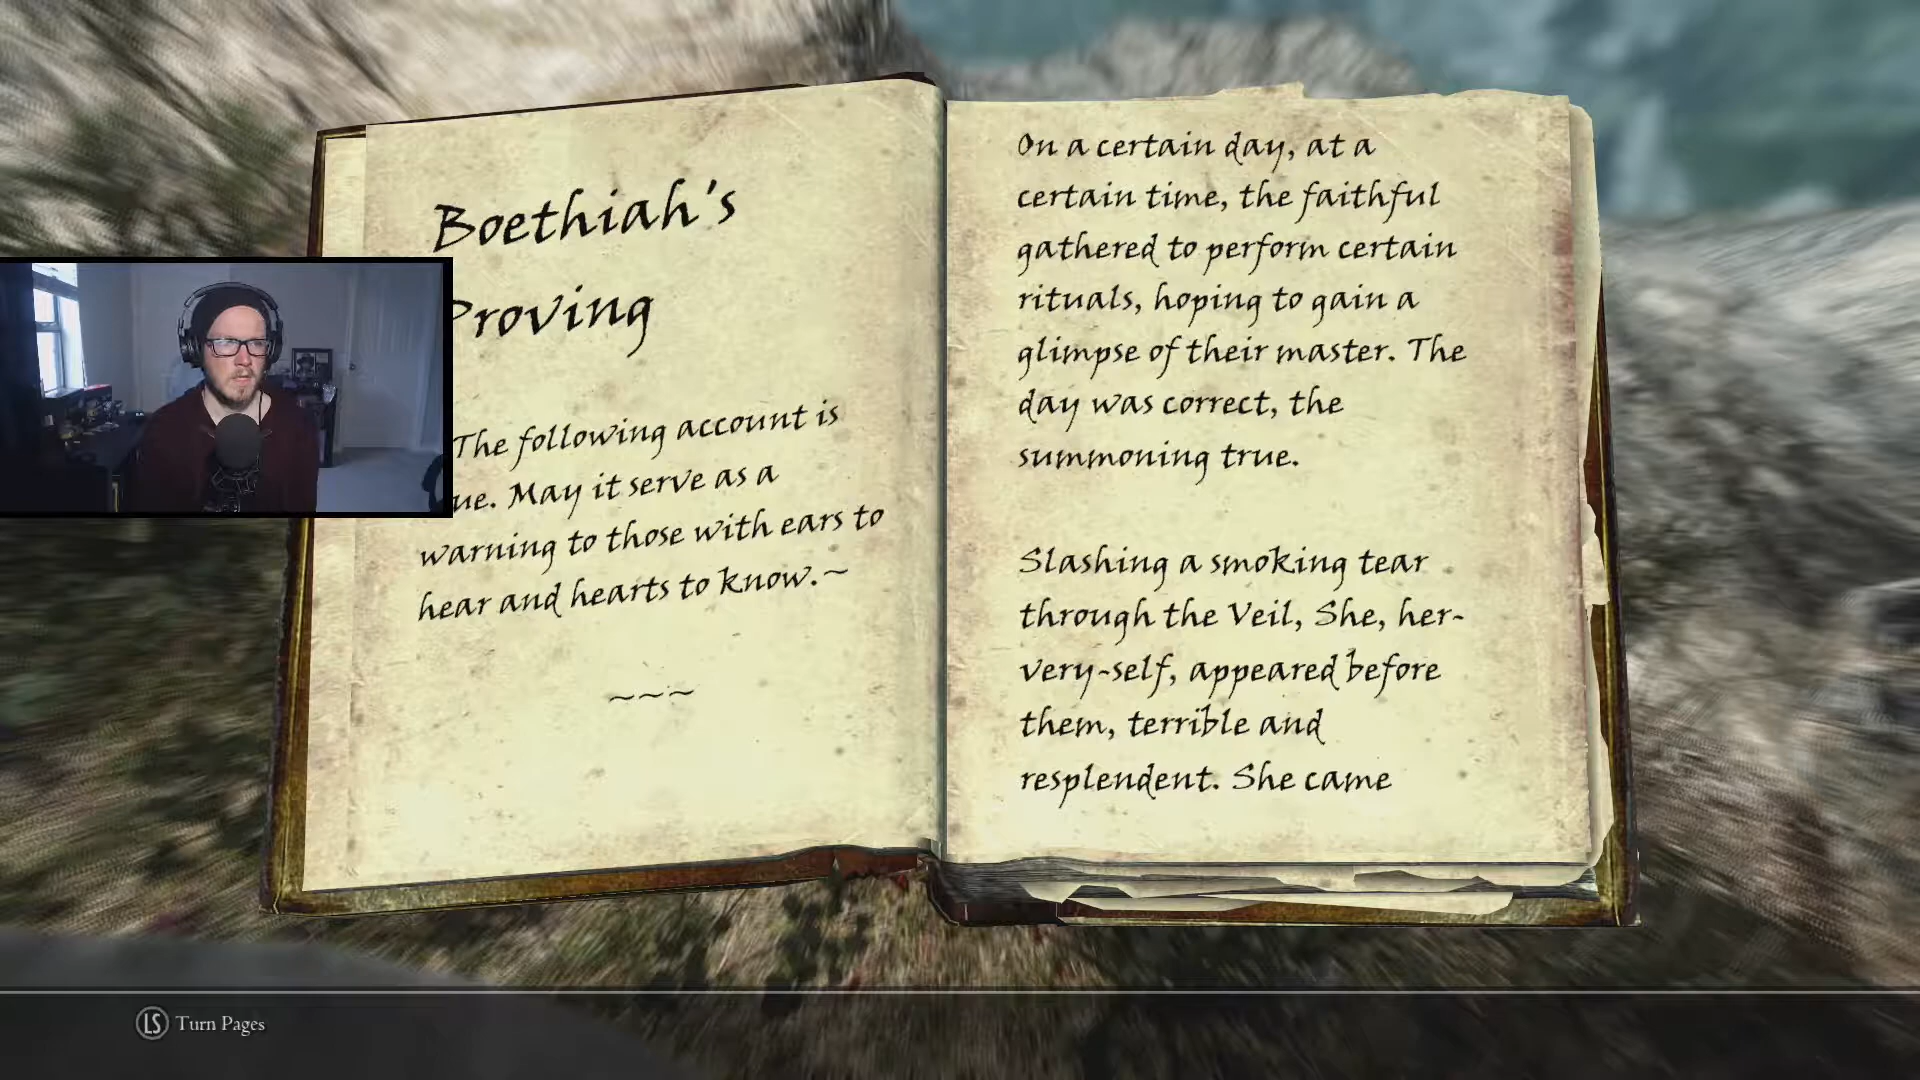 Boethiah's
Proving
The following account is
ue. May it serve as a
warning to those with ears to
hear and hearts to know.~
~~~
On a certain day, at a
certain time, the faithful
gathered to perform certain
rituals, hoping to gain a
glimpse of their master. The
day was correct, the
summoning true.
Slashing a smoking tear
through the Veil, She, her-
very-self, appeared before
them, terrible and
resplendent. She came
LS Turn Pages